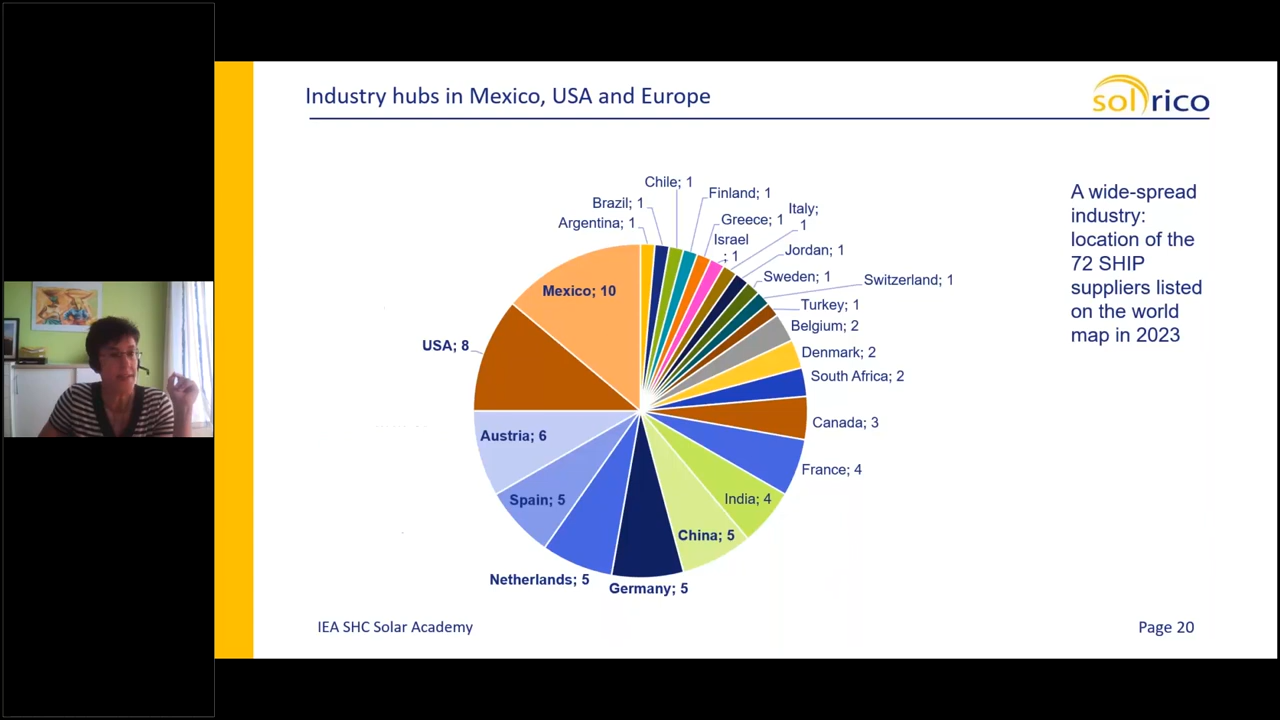 Industry hubs in Mexico, USA and Europe
solrico
Chile; 1
Finland; 1
Brazil; 1
Italy;
1
Argentina; 1
Greece; 1
Israel
; 1
Jordan; 1
Sweden; 1
Switzerland; 1
Turkey; 1
Belgium; 2
Denmark; 2
South Africa; 2
Canada; 3
France; 4
India; 4
China; 5
Germany; 5
Netherlands; 5
Spain; 5
Austria; 6
USA; 8
Mexico; 10
A wide-spread
industry:
location of the
72 SHIP
suppliers listed
on the world
map in 2023
IEA SHC Solar Academy
Page 20